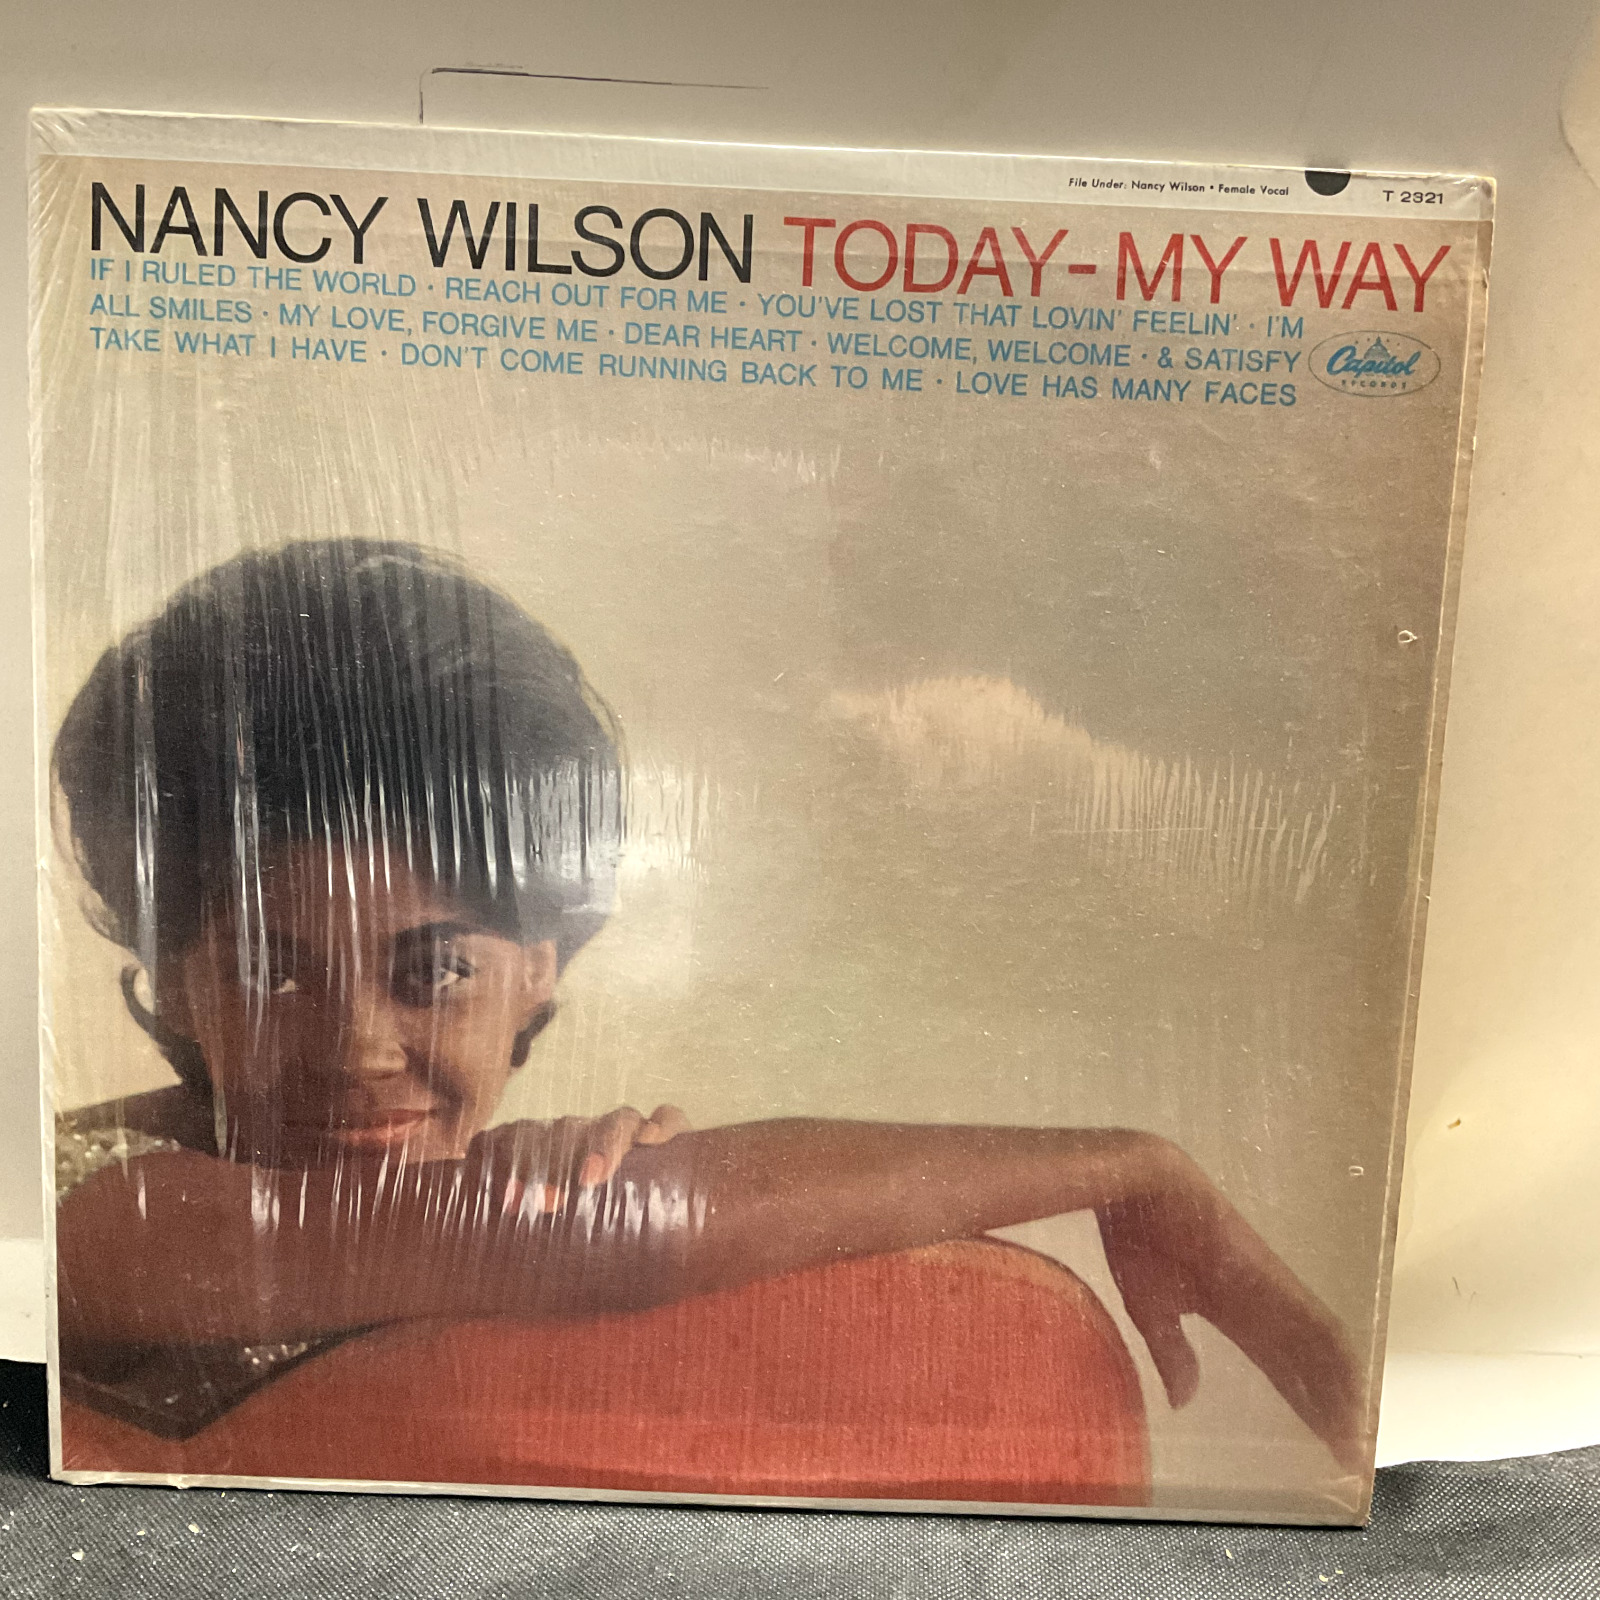 File Under: Nancy Wilson • Female Vocal
T 2321
NANCY WILSON TODAY-MY WAY
IF I RULED THE WORLD · REACH OUT FOR ME · YOU'VE LOST THAT LOVIN' FEELIN' · I'M
ALL SMILES · MY LOVE, FORGIVE ME · DEAR HEART · WELCOME, WELCOME · & SATISFY
TAKE WHAT I HAVE · DON'T COME RUNNING BACK TO ME · LOVE HAS MANY FACES
Capitol
RECORDS